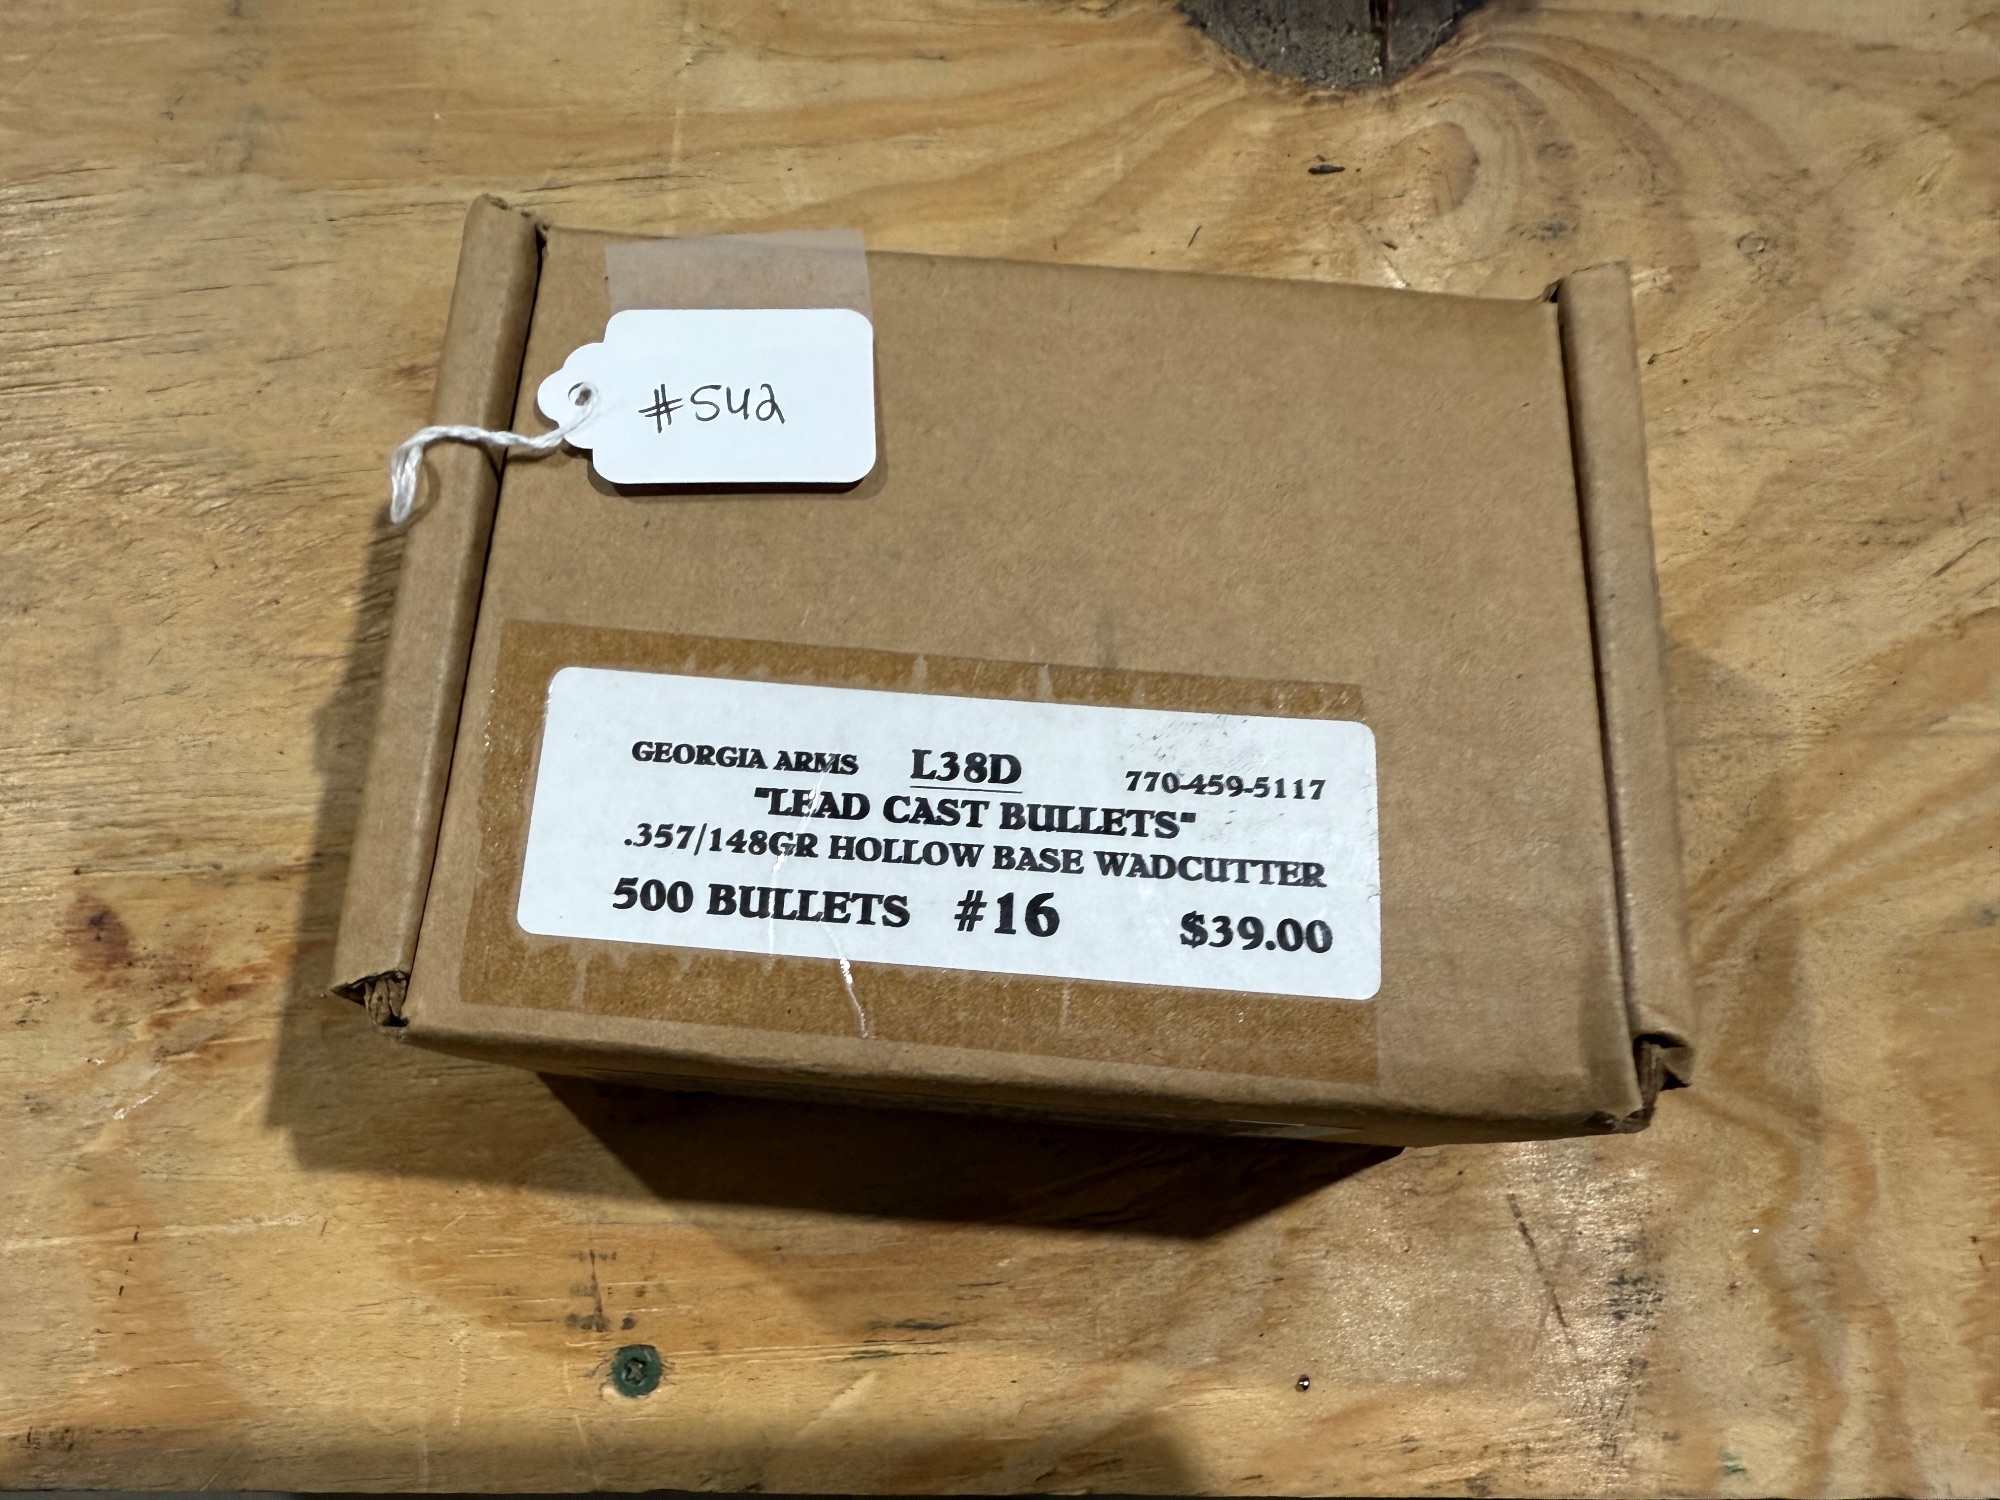 #542
GEORGIA ARMS L38D 770-459-5117
"LEAD CAST BULLETS"
.357/148GR HOLLOW BASE WADCUTTER
500 BULLETS #16 $39.00